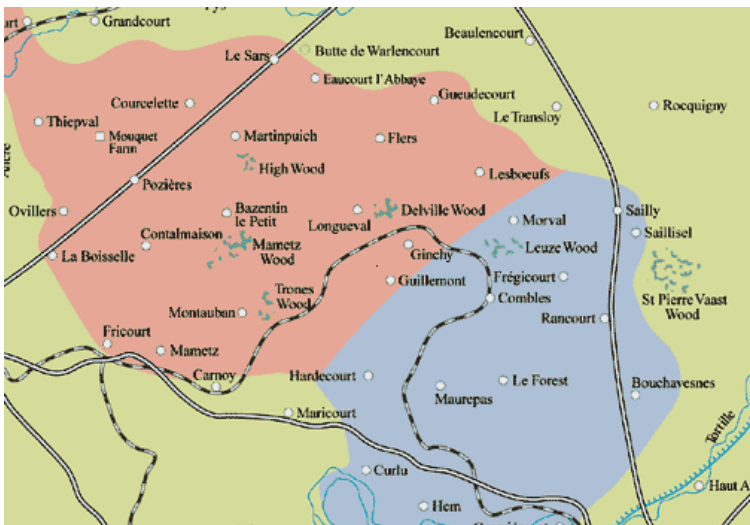 Grandcourt
Beaulencourt
Butte de Warlencourt
Le Sars
Eaucourt l'Abbaye
Gueudecourt
Courcelette
Le Transloy
Rocquigny
Thiepval
Mouquet
Farm
Martinpuich
Flers
High Wood
Lesboeufs
Pozières
Ovillers
Bazentin
le Petit
Longueval
Delville Wood
Morval
Sailly
Saillisel
Contalmaison
Mametz
Wood
La Boisselle
Ginchy
Leuze Wood
Guillemont
Frégicourt
Combles
St Pierre Vaast
Wood
Trones
Wood
Montauban
Rancourt
Fricourt
Mametz
Carnoy
Hardecourt
Maurepas
Le Forest
Bouchavesnes
Maricourt
Tortille
Curlu
Hem
Haut A